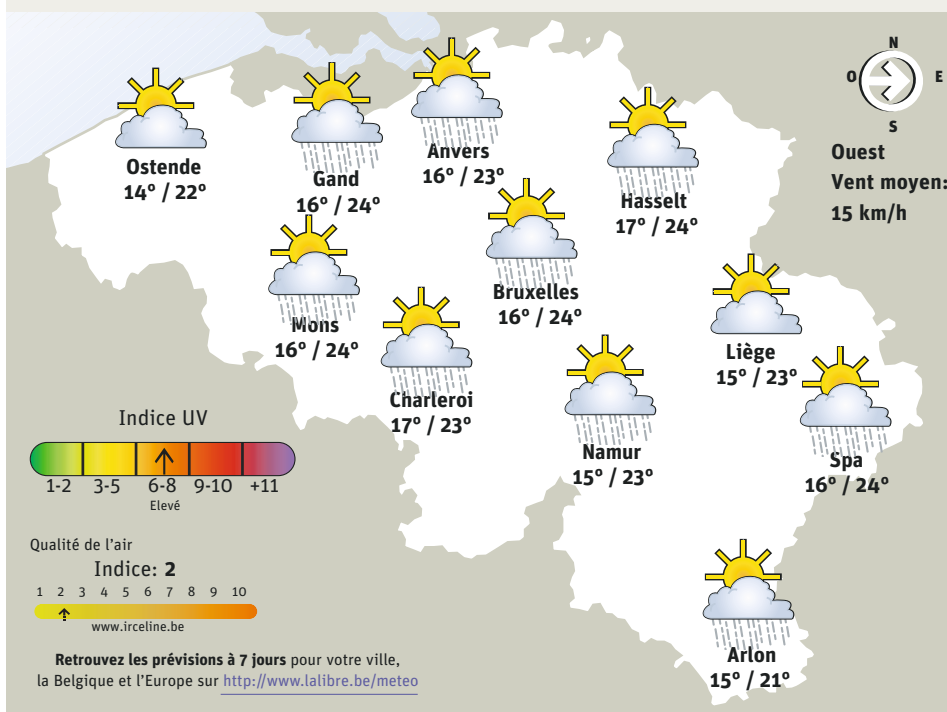 N
O
E
S
Ouest
Vent moyen:
15 km/h
Ostende
14° / 22°
Gand
16° / 24°
Anvers
16° / 23°
Hasselt
17° / 24°
Mons
16° / 24°
Bruxelles
16° / 24°
Charleroi
17° / 23°
Liège
15° / 23°
Namur
15° / 23°
Spa
16° / 24°
Arlon
15° / 21°
Indice UV
1-2 3-5 6-8 9-10 +11
Elevé
Qualité de l'air
Indice: 2
1 2 3 4 5 6 7 8 9 10
www.irceline.be
Retrouvez les prévisions à 7 jours pour votre ville,
la Belgique et l'Europe sur http://www.lalibre.be/meteo